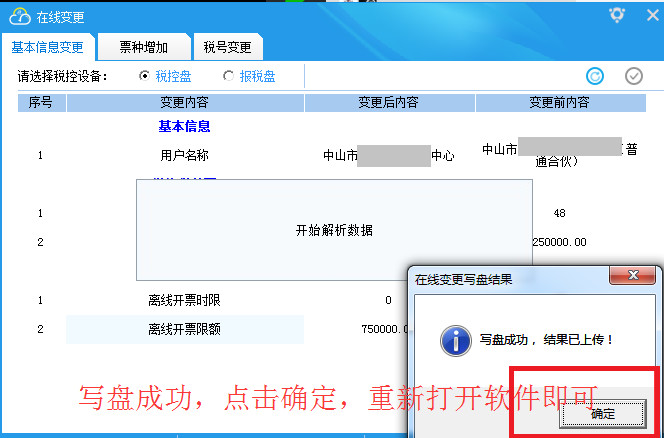 在线变更
基本信息变更 票种增加 税号变更
请选择税控设备： 税控盘 报税盘
序号 变更内容 变更后内容 变更前内容
基本信息
1 用户名称 中山市 中心 中山市 普
通合伙）
1 48
开始解析数据
2 250000.00
在线变更写盘结果
1 离线开票时限 0
2 离线开票限额 750000.0
写盘成功，结果已上传！
写盘成功，点击确定，重新打开软件即可
确定